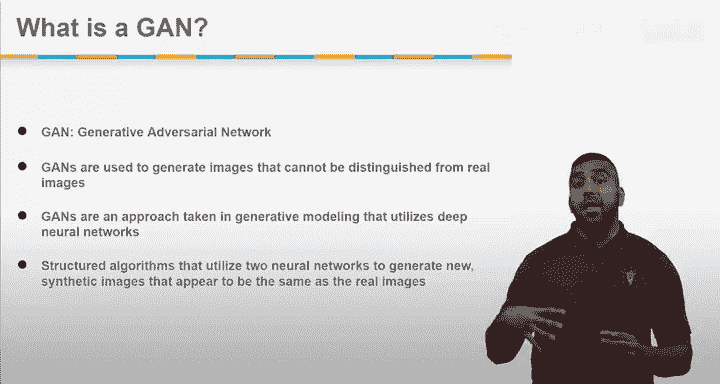 What is a GAN?
GAN: Generative Adversarial Network
GANs are used to generate images that cannot be distinguished from real
images
GANs are an approach taken in generative modeling that utilizes deep
neural networks
Structured algorithms that utilize two neural networks to generate new,
synthetic images that appear to be the same as the real images